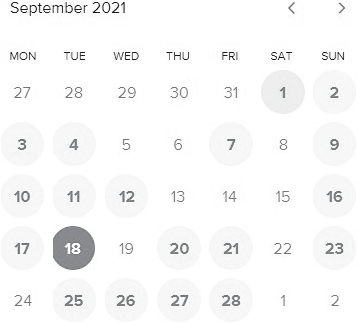 September 2021
MON TUE WED THU FRI SAT SUN
27 28 29 30 31 1 2
3 4 5 6 7 8 9
10 11 12 13 14 15 16
17 18 19 20 21 22 23
24 25 26 27 28 1 2